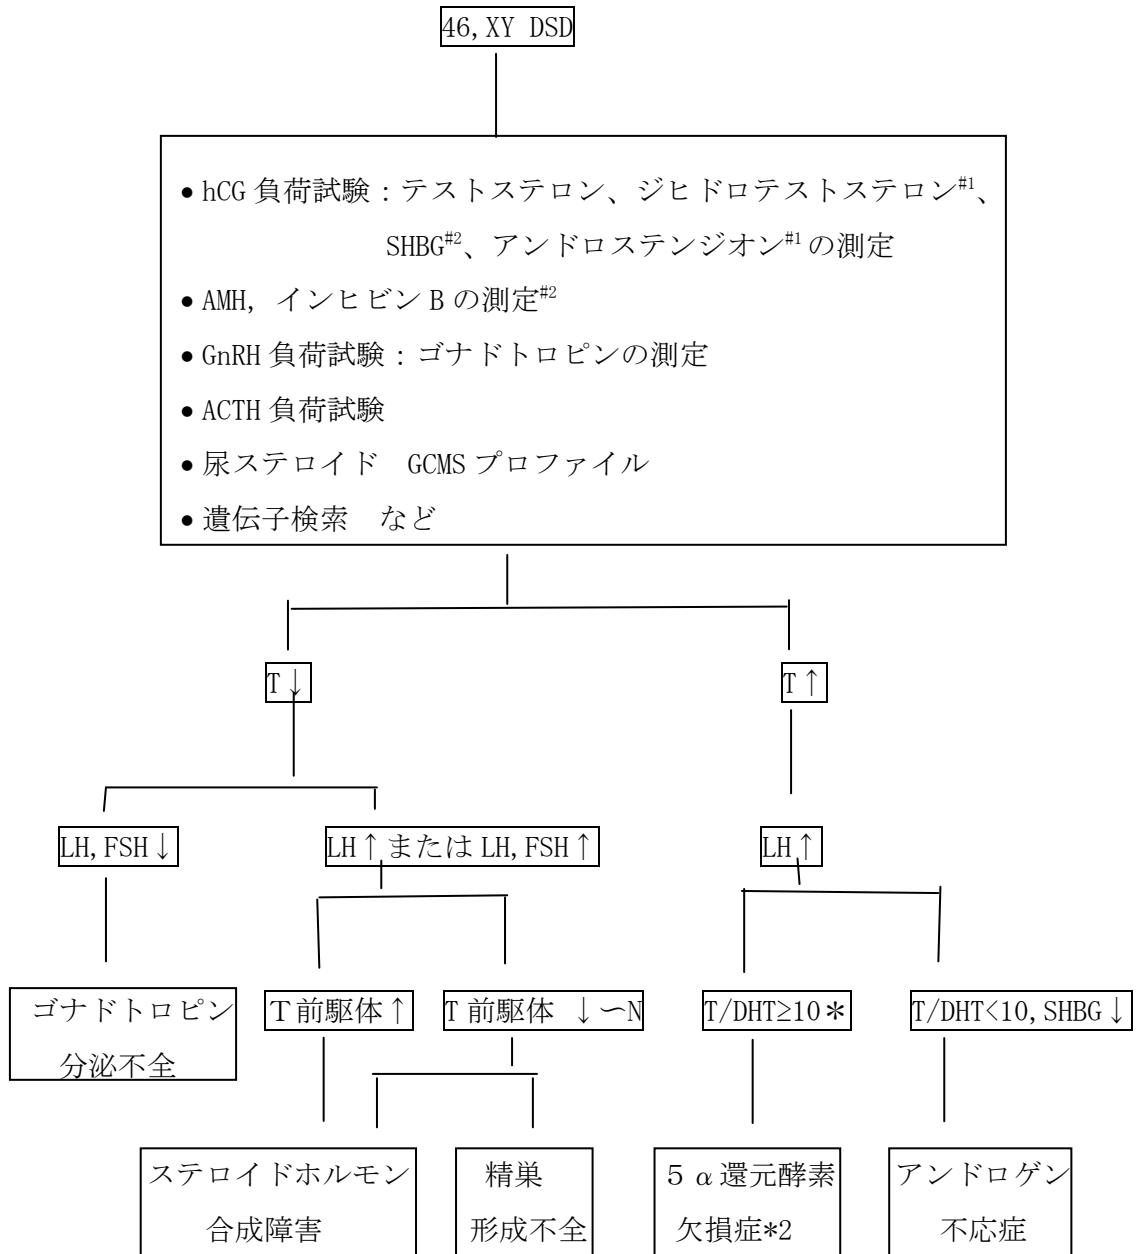 46,XY DSD
● hCG 負荷試験：テストステロン、ジヒドロテストステロン#1、
SHBG#2、アンドロステンジオン#1 の測定
● AMH, インヒビン B の測定#2
● GnRH 負荷試験：ゴナドトロピンの測定
● ACTH 負荷試験
● 尿ステロイド　GCMS プロファイル
● 遺伝子検索　など
T↓
T↑
LH,FSH↓
LH↑または LH,FSH↑
LH↑
ゴナドトロピン
分泌不全
Ｔ前駆体↑
T 前駆体 ↓〜N
T/DHT≥10＊
T/DHT<10,SHBG↓
ステロイドホルモン
合成障害
精巣
形成不全
５α還元酵素
欠損症*2
アンドロゲン
不応症